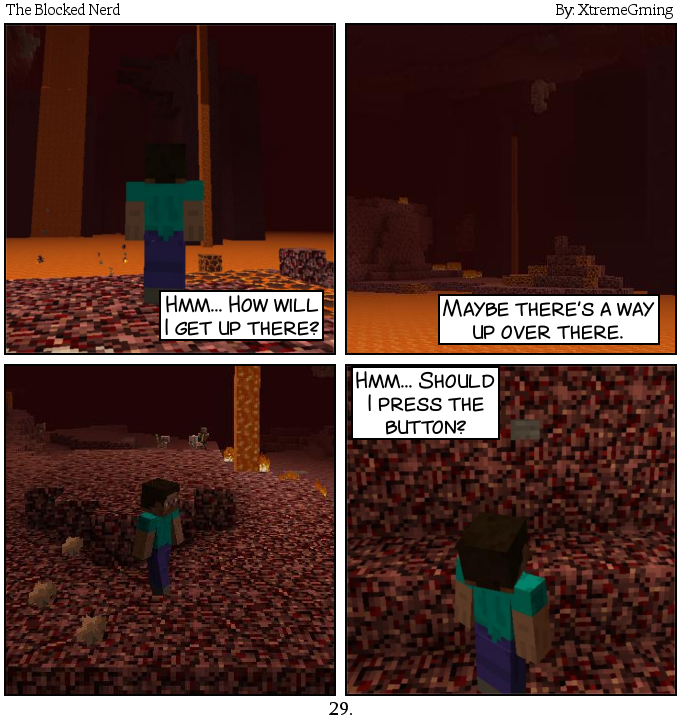 The Blocked Nerd
By: XtremeGming
Hmm... How will
I get up there?
Maybe there's a way
up over there.
Hmm... Should
I press the
button?
29.